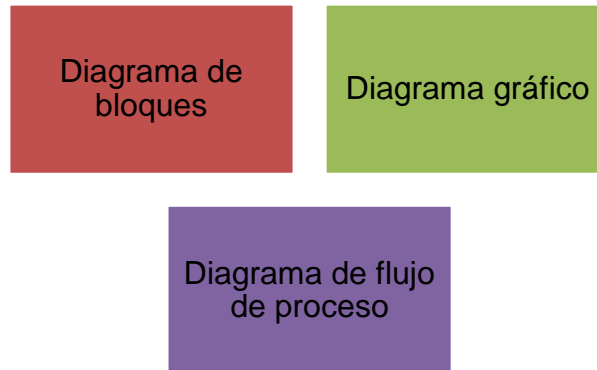 Diagrama de
bloques
Diagrama gráfico
Diagrama de flujo
de proceso